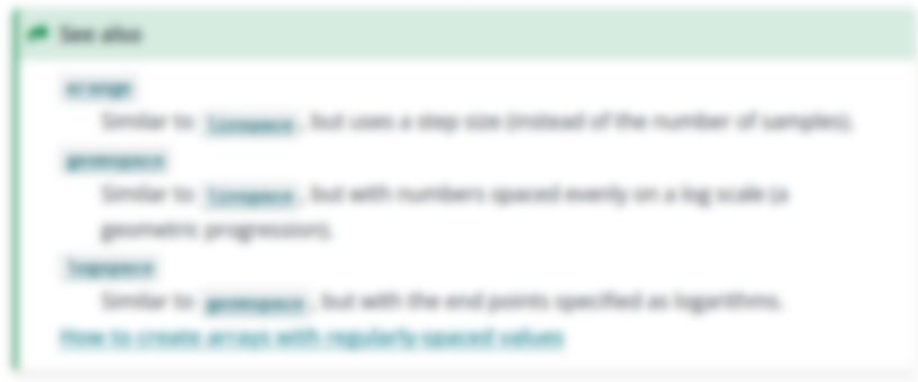 See also
arange
Similar to linspace, but uses a step size (instead of the number of samples).
geomspace
Similar to linspace, but with numbers spaced evenly on a log scale (a
geometric progression).
logspace
Similar to geomspace, but with the end points specified as logarithms.
How to create arrays with regularly-spaced values